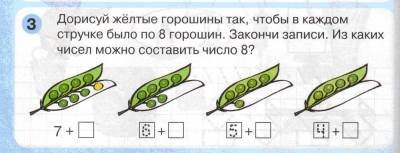 3
Дорисуй жёлтые горошины так, чтобы в каждом
стручке было по 8 горошин. Закончи записи. Из каких
чисел можно составить число 8?
7 + □ 6 + □ 5 + □ 4 + □